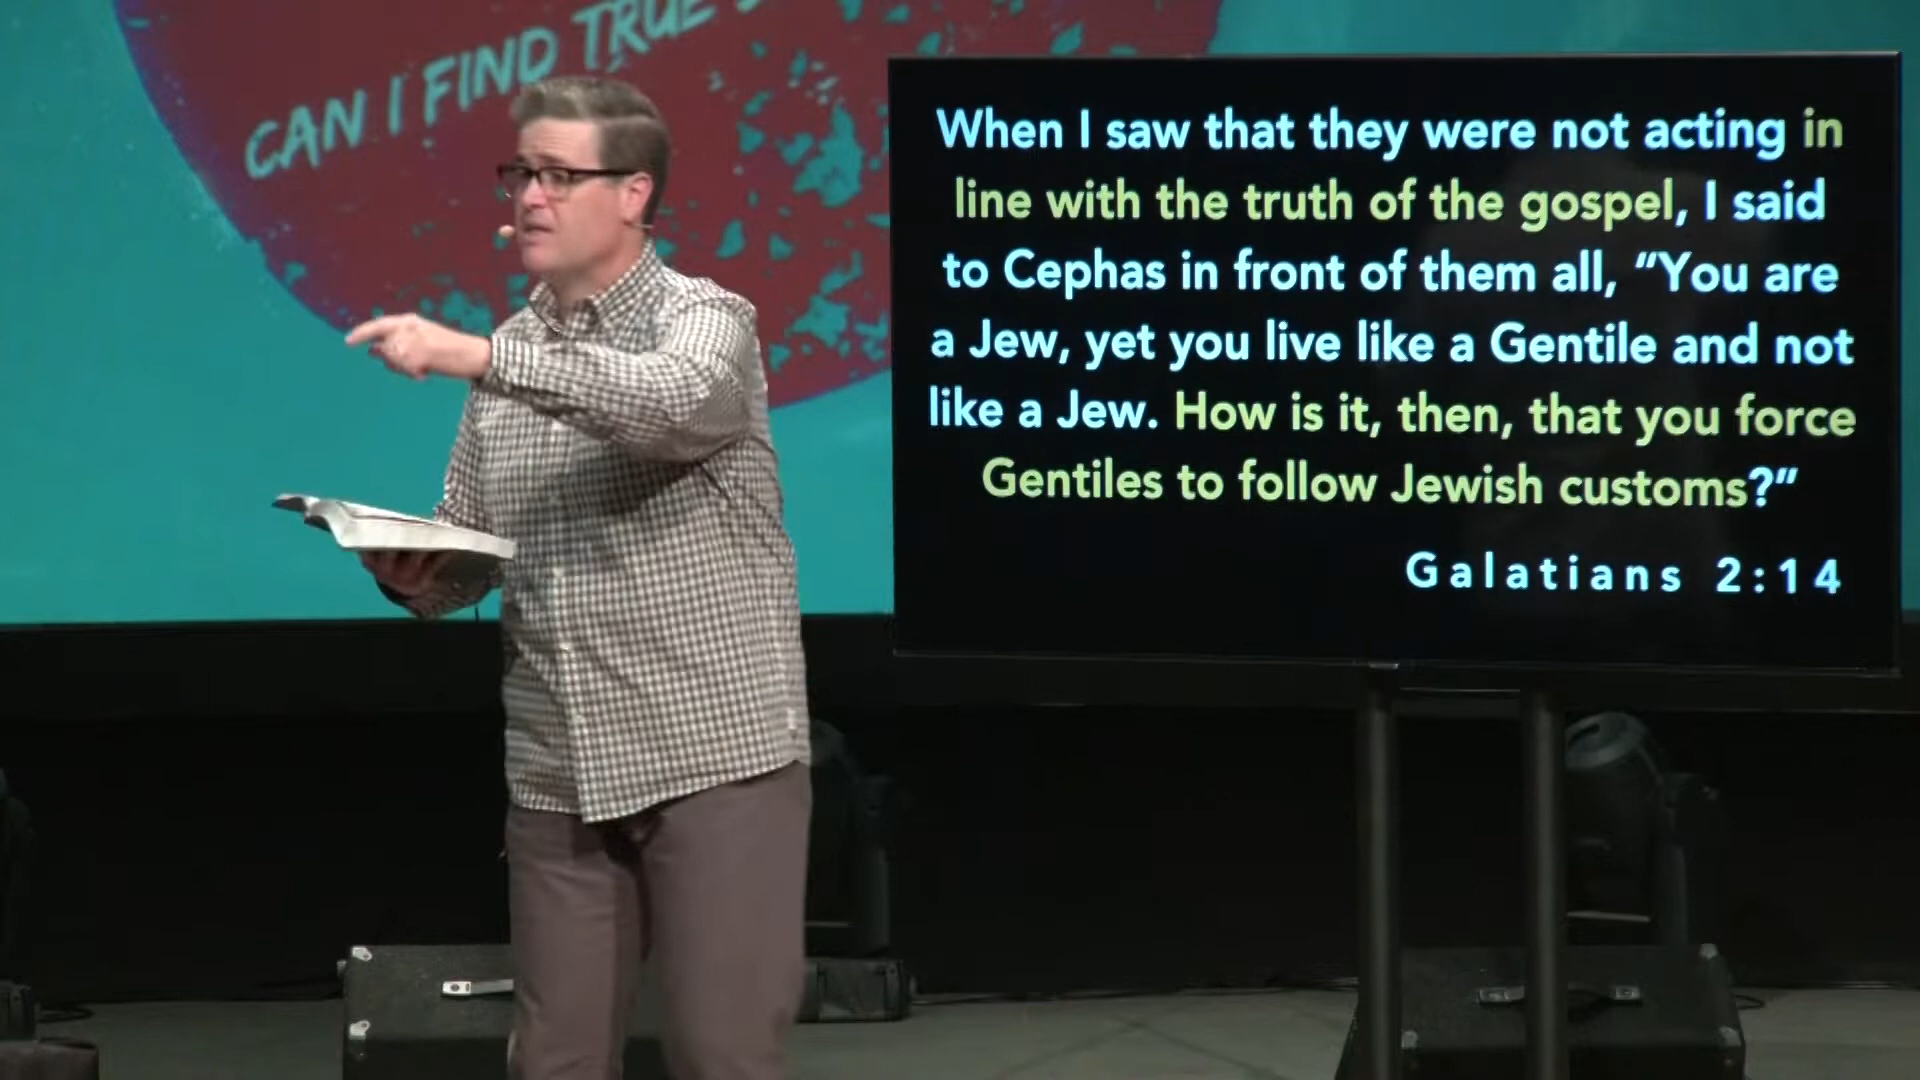 CAN I FIND TRUE
When I saw that they were not acting in
line with the truth of the gospel, I said
to Cephas in front of them all, “You are
a Jew, yet you live like a Gentile and not
like a Jew. How is it, then, that you force
Gentiles to follow Jewish customs?”
Galatians 2:14